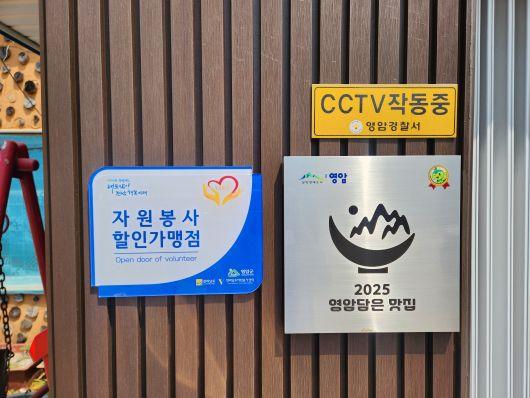 CCTV작동중
영암경찰서
자원봉사
할인가맹점
Open door of volunteer
영암군
영암
2025
영암담은 맛집